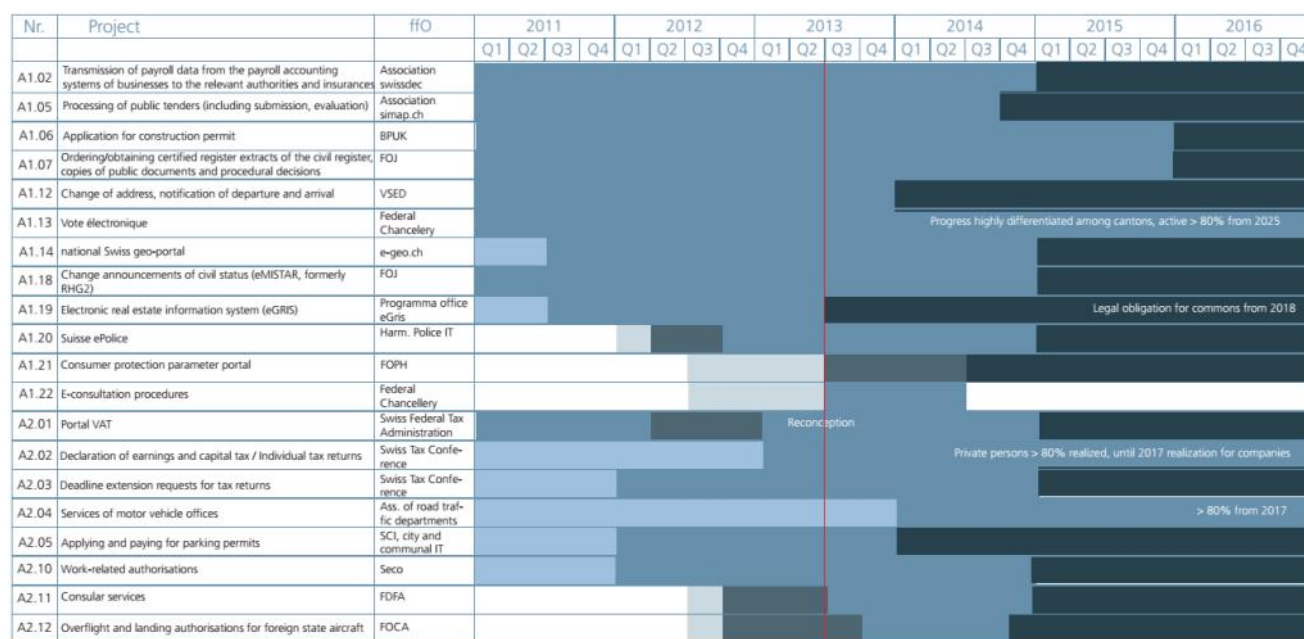 Nr. Project ffO 2011 2012 2013 2014 2015 2016
Q1 Q2 Q3 Q4 Q1 Q2 Q3 Q4 Q1 Q2 Q3 Q4 Q1 Q2 Q3 Q4 Q1 Q2 Q3 Q4 Q1 Q2 Q3 Q4
A1.02 Transmission of payroll data from the payroll accounting Association
systems of businesses to the relevant authorities and insurances swissdec
A1.05 Processing of public tenders (including submission, evaluation) Association
simap.ch
A1.06 Application for construction permit BPUK
A1.07 Ordering/obtaining certified register extracts of the civil register, FOJ
copies of public documents and procedural decisions
A1.12 Change of address, notification of departure and arrival VSED
A1.13 Vote électronique Federal Progress highly differentiated among cantons, active > 80% from 2025
Chancelery
A1.14 national Swiss geo-portal e-geo.ch
A1.18 Change announcements of civil status (eMISTAR, formerly FOJ
RHG2)
A1.19 Electronic real estate information system (eGRIS) Programma office Legal obligation for commons from 2018
eGris
A1.20 Suisse ePolice Harm. Police IT
A1.21 Consumer protection parameter portal FOPH
A1.22 E-consultation procedures Federal
Chancellery
A2.01 Portal VAT Swiss Federal Tax Reconception
Administration
A2.02 Declaration of earnings and capital tax / Individual tax returns Swiss Tax Confe- Private persons > 80% realized, until 2017 realization for companies
rence
A2.03 Deadline extension requests for tax returns Swiss Tax Confe-
rence
A2.04 Services of motor vehicle offices Ass. of road traf- > 80% from 2017
fic departments
A2.05 Applying and paying for parking permits SCI, city and
communal IT
A2.10 Work-related authorisations Seco
A2.11 Consular services FDFA
A2.12 Overflight and landing authorisations for foreign state aircraft FOCA